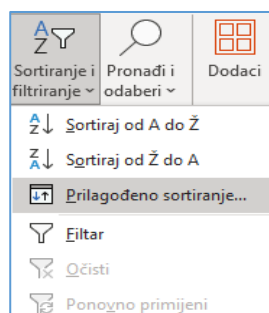 Sortiranje i Pronađi i Dodaci
filtriranje odaberi
Sortiraj od A do Ž
Sortiraj od Ž do A
Prilagođeno sortiranje...
Filtar
Očisti
Ponovno primijeni